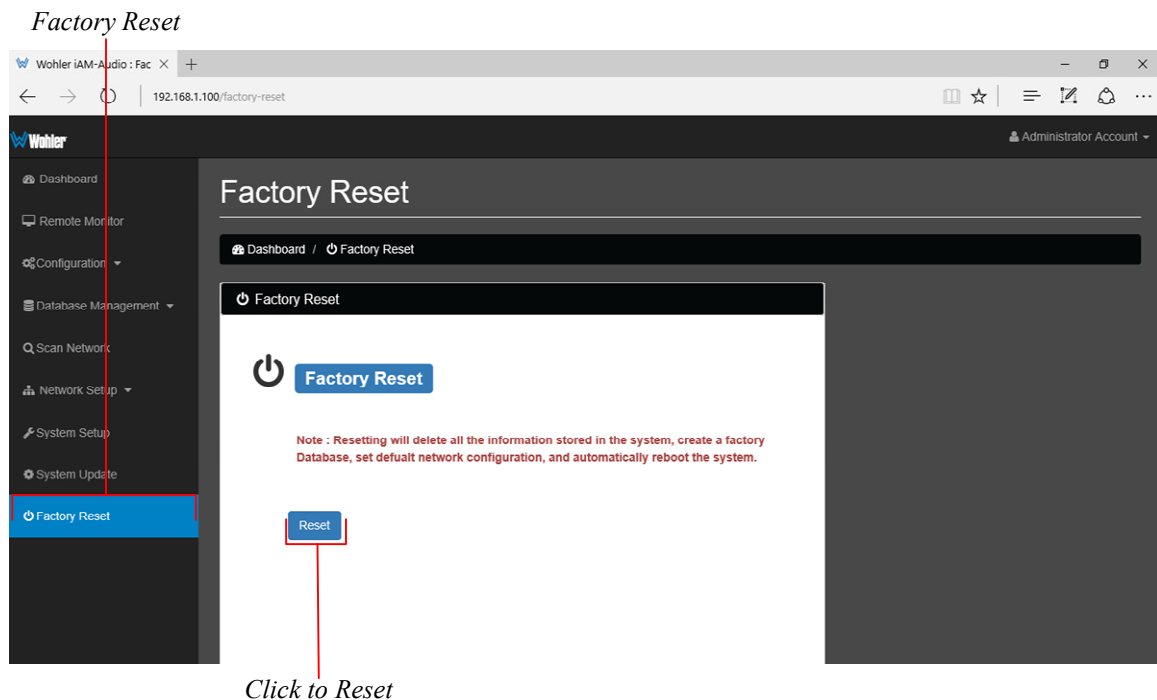 Factory Reset
Wohler iAM-Audio : Fac
192.168.1.100/factory-reset
Wohler
Administrator Account
Dashboard
Factory Reset
Remote Monitor
Dashboard / Factory Reset
Configuration
Factory Reset
Database Management
Scan Network
Factory Reset
Network Setup
System Setup
Note : Resetting will delete all the information stored in the system, create a factory
Database, set defualt network configuration, and automatically reboot the system.
System Update
Factory Reset
Reset
Click to Reset